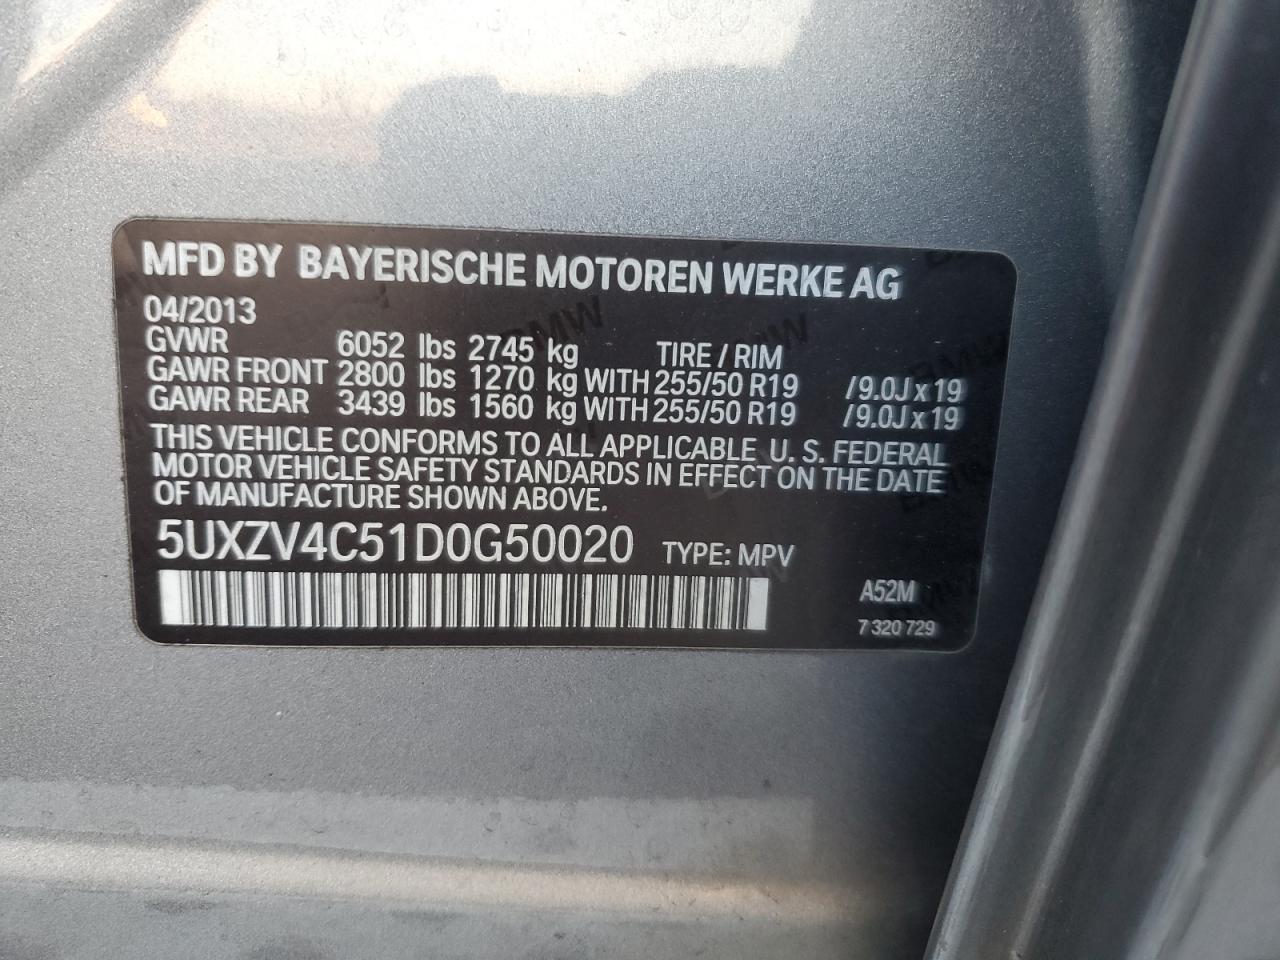 MFD BY BAYERISCHE MOTOREN WERKE AG
04/2013
GVWR 6052 lbs 2745 kg TIRE / RIM
GAWR FRONT 2800 lbs 1270 kg WITH 255/50 R19 /9.0J x 19
GAWR REAR 3439 lbs 1560 kg WITH 255/50 R19 /9.0J x 19
THIS VEHICLE CONFORMS TO ALL APPLICABLE U. S. FEDERAL
MOTOR VEHICLE SAFETY STANDARDS IN EFFECT ON THE DATE
OF MANUFACTURE SHOWN ABOVE.
5UXZV4C51D0G50020 TYPE: MPV
A52M
7 320 729